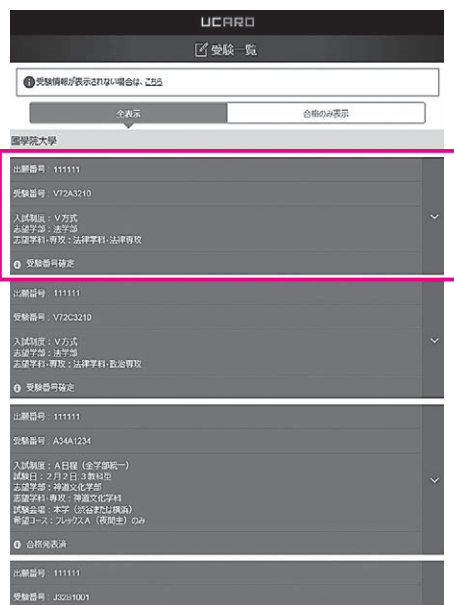 UCARO
受験一覧
受験情報が表示されない場合は、こちら
全表示
合格のみ表示
國學院大學
出願番号：111111
受験番号：V72A3210
入試制度：V方式
志望学部：法学部
志望学科・専攻：法律学科・法律専攻
受験番号確定
出願番号：111111
受験番号：V72C3210
入試制度：V方式
志望学部：法学部
志望学科・専攻：法律学科・政治専攻
受験番号確定
出願番号：111111
受験番号：A34A1234
入試制度：A日程（全学部統一）
試験日：2月2日 3教科型
志望学部：神道文化学部
志望学科・専攻：神道文化学科
試験会場：本学（渋谷または横浜）
希望コース：フレックスA（夜間主）のみ
合格発表済
出願番号：111111
受験番号：J32B1001